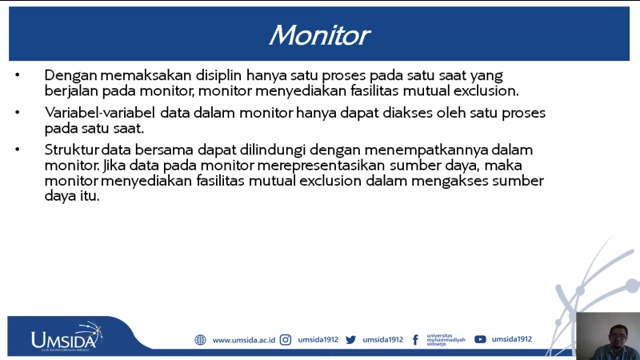 Monitor
• Dengan memaksakan disiplin hanya satu proses pada satu saat yang
berjalan pada monitor, monitor menyediakan fasilitas mutual exclusion.
• Variabel-variabel data dalam monitor hanya dapat diakses oleh satu proses
pada satu saat.
• Struktur data bersama dapat dilindungi dengan menempatkannya dalam
monitor. Jika data pada monitor merepresentasikan sumber daya, maka
monitor menyediakan fasilitas mutual exclusion dalam mengakses sumber
daya itu.
UMSIDA
www.umsida.ac.id umsida1912 umsida1912 universitas muhammadiyah sidoarjo umsida1912